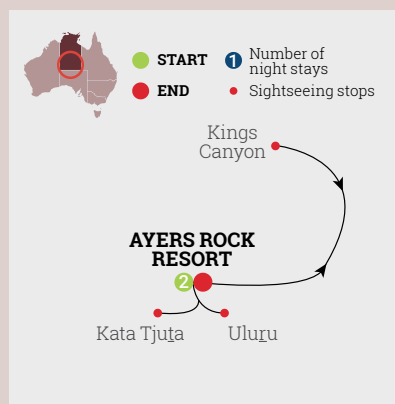 START
END
1 Number of
night stays
Sightseeing stops
Kings
Canyon
AYERS ROCK
RESORT
2
Kata Tjuṯa
Uluṟu